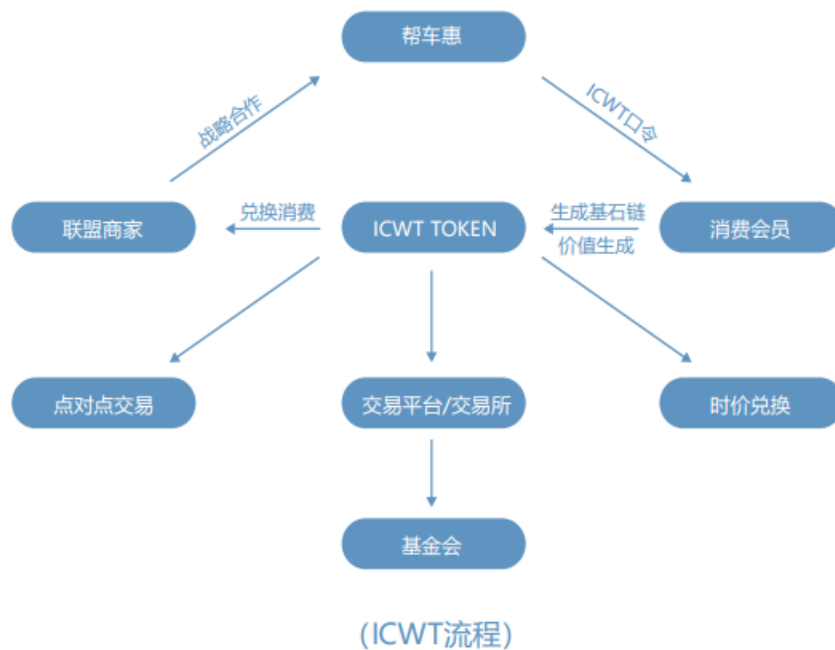 帮车惠
战略合作
ICWT口令
联盟商家
兑换消费
ICWT TOKEN
生成基石链
价值生成
消费会员
点对点交易
交易平台/交易所
时价兑换
基金会
(ICWT流程)